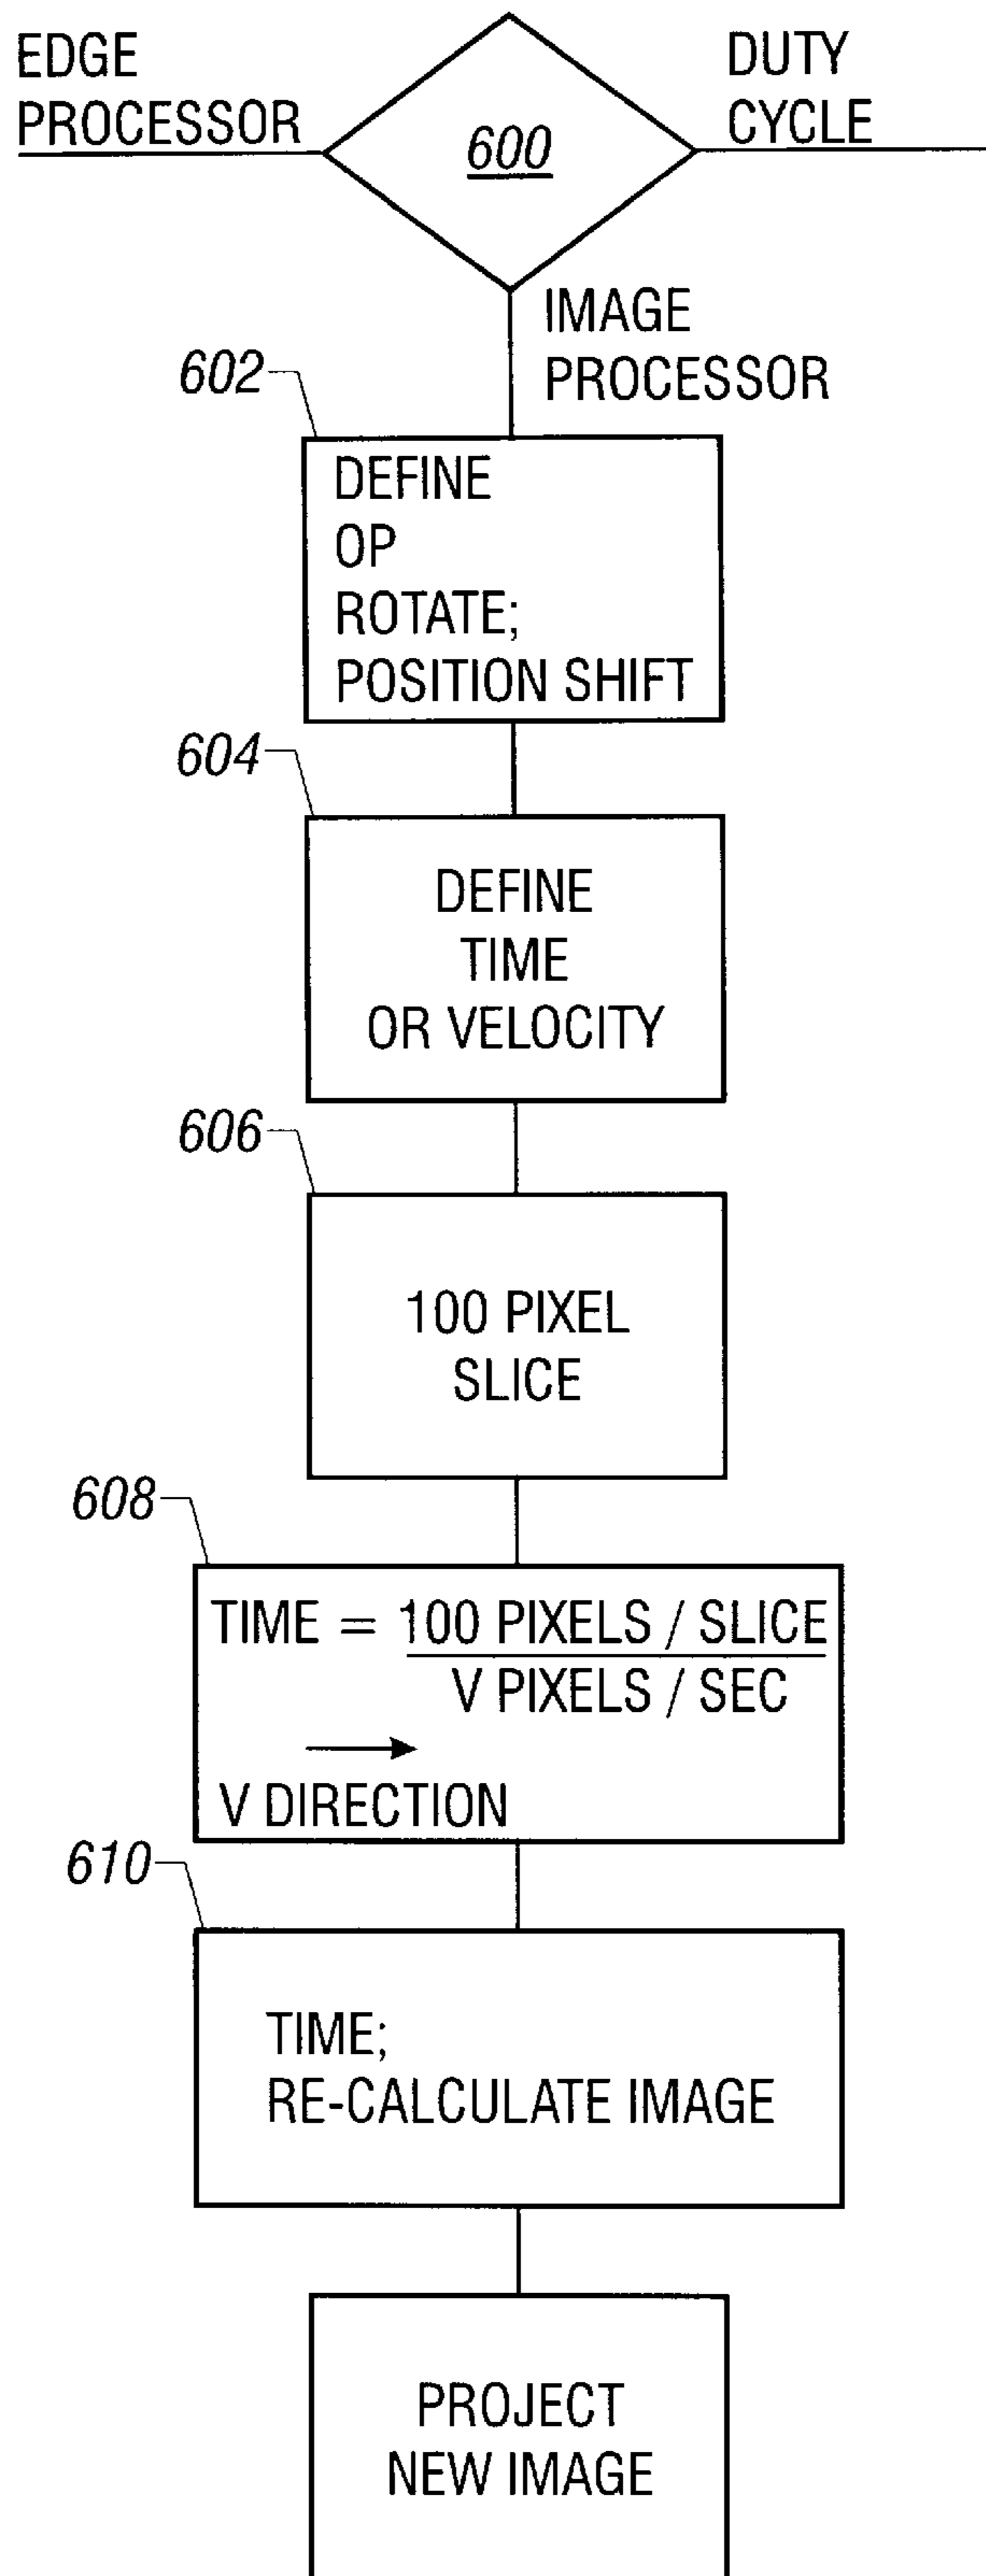 EDGE
PROCESSOR
600
DUTY
CYCLE
IMAGE
PROCESSOR
602
DEFINE
OP
ROTATE;
POSITION SHIFT
604
DEFINE
TIME
OR VELOCITY
606
100 PIXEL
SLICE
608
TIME = 100 PIXELS / SLICE
V PIXELS / SEC
V DIRECTION
610
TIME;
RE-CALCULATE IMAGE
PROJECT
NEW IMAGE